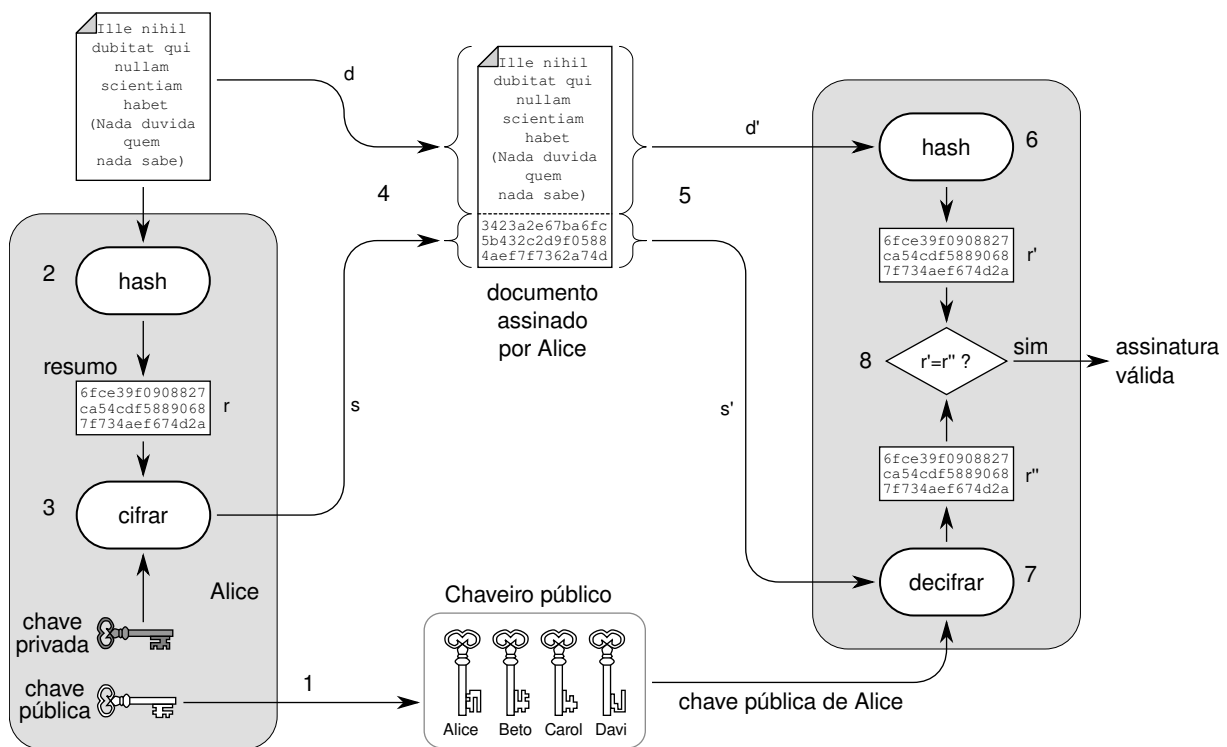 Ille nihil
dubitat qui
nullam
scientiam
habet
(Nada duvida
quem
nada sabe)
d
Ille nihil
dubitat qui
nullam
scientiam
habet
(Nada duvida
quem
nada sabe)
3423a2e67ba6fc
5b432c2d9f0588
4aef7f7362a74d
documento
assinado
por Alice
4
5
d'
hash
6
6fce39f0908827
ca54cdf5889068
7f734aef674d2a
r'
8
r'=r'' ?
sim
assinatura
válida
6fce39f0908827
ca54cdf5889068
7f734aef674d2a
r''
decifrar
7
s'
2
hash
resumo
6fce39f0908827
ca54cdf5889068
7f734aef674d2a
r
s
3
cifrar
Alice
chave
privada
chave
pública
1
Chaveiro público
Alice Beto Carol Davi
chave pública de Alice